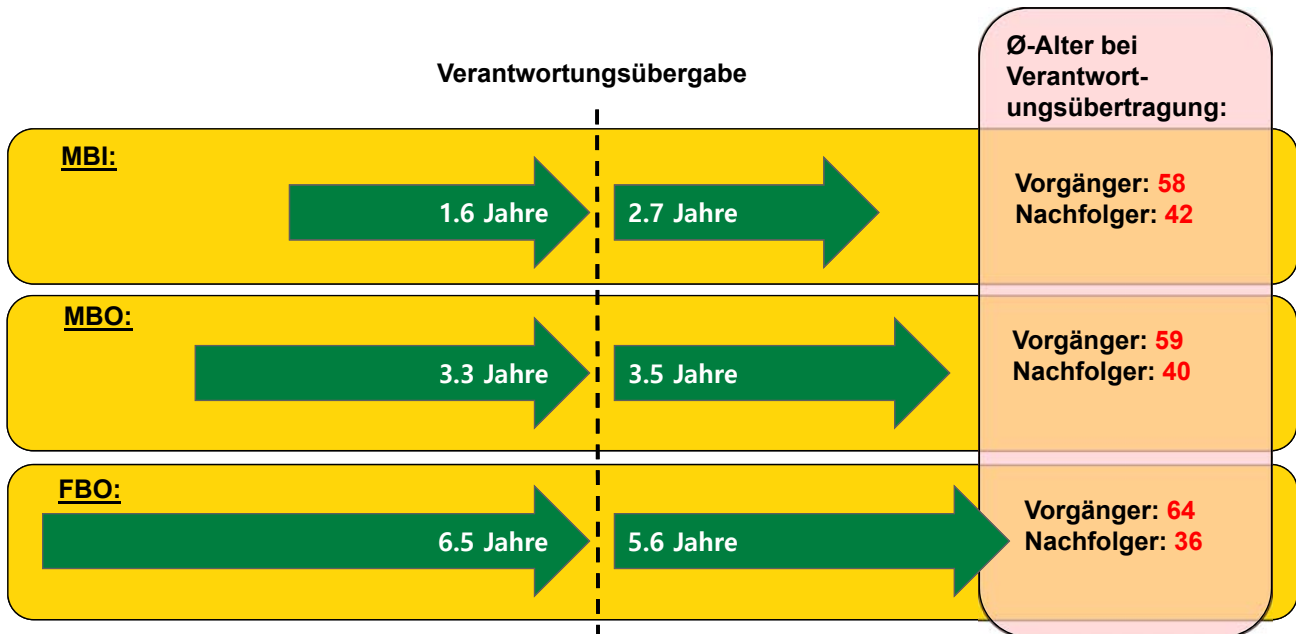 Verantwortungsübergabe
Ø-Alter bei
Verantwort-
ungsübertragung:
MBI:
1.6 Jahre
2.7 Jahre
Vorgänger: 58
Nachfolger: 42
MBO:
3.3 Jahre
3.5 Jahre
Vorgänger: 59
Nachfolger: 40
FBO:
6.5 Jahre
5.6 Jahre
Vorgänger: 64
Nachfolger: 36